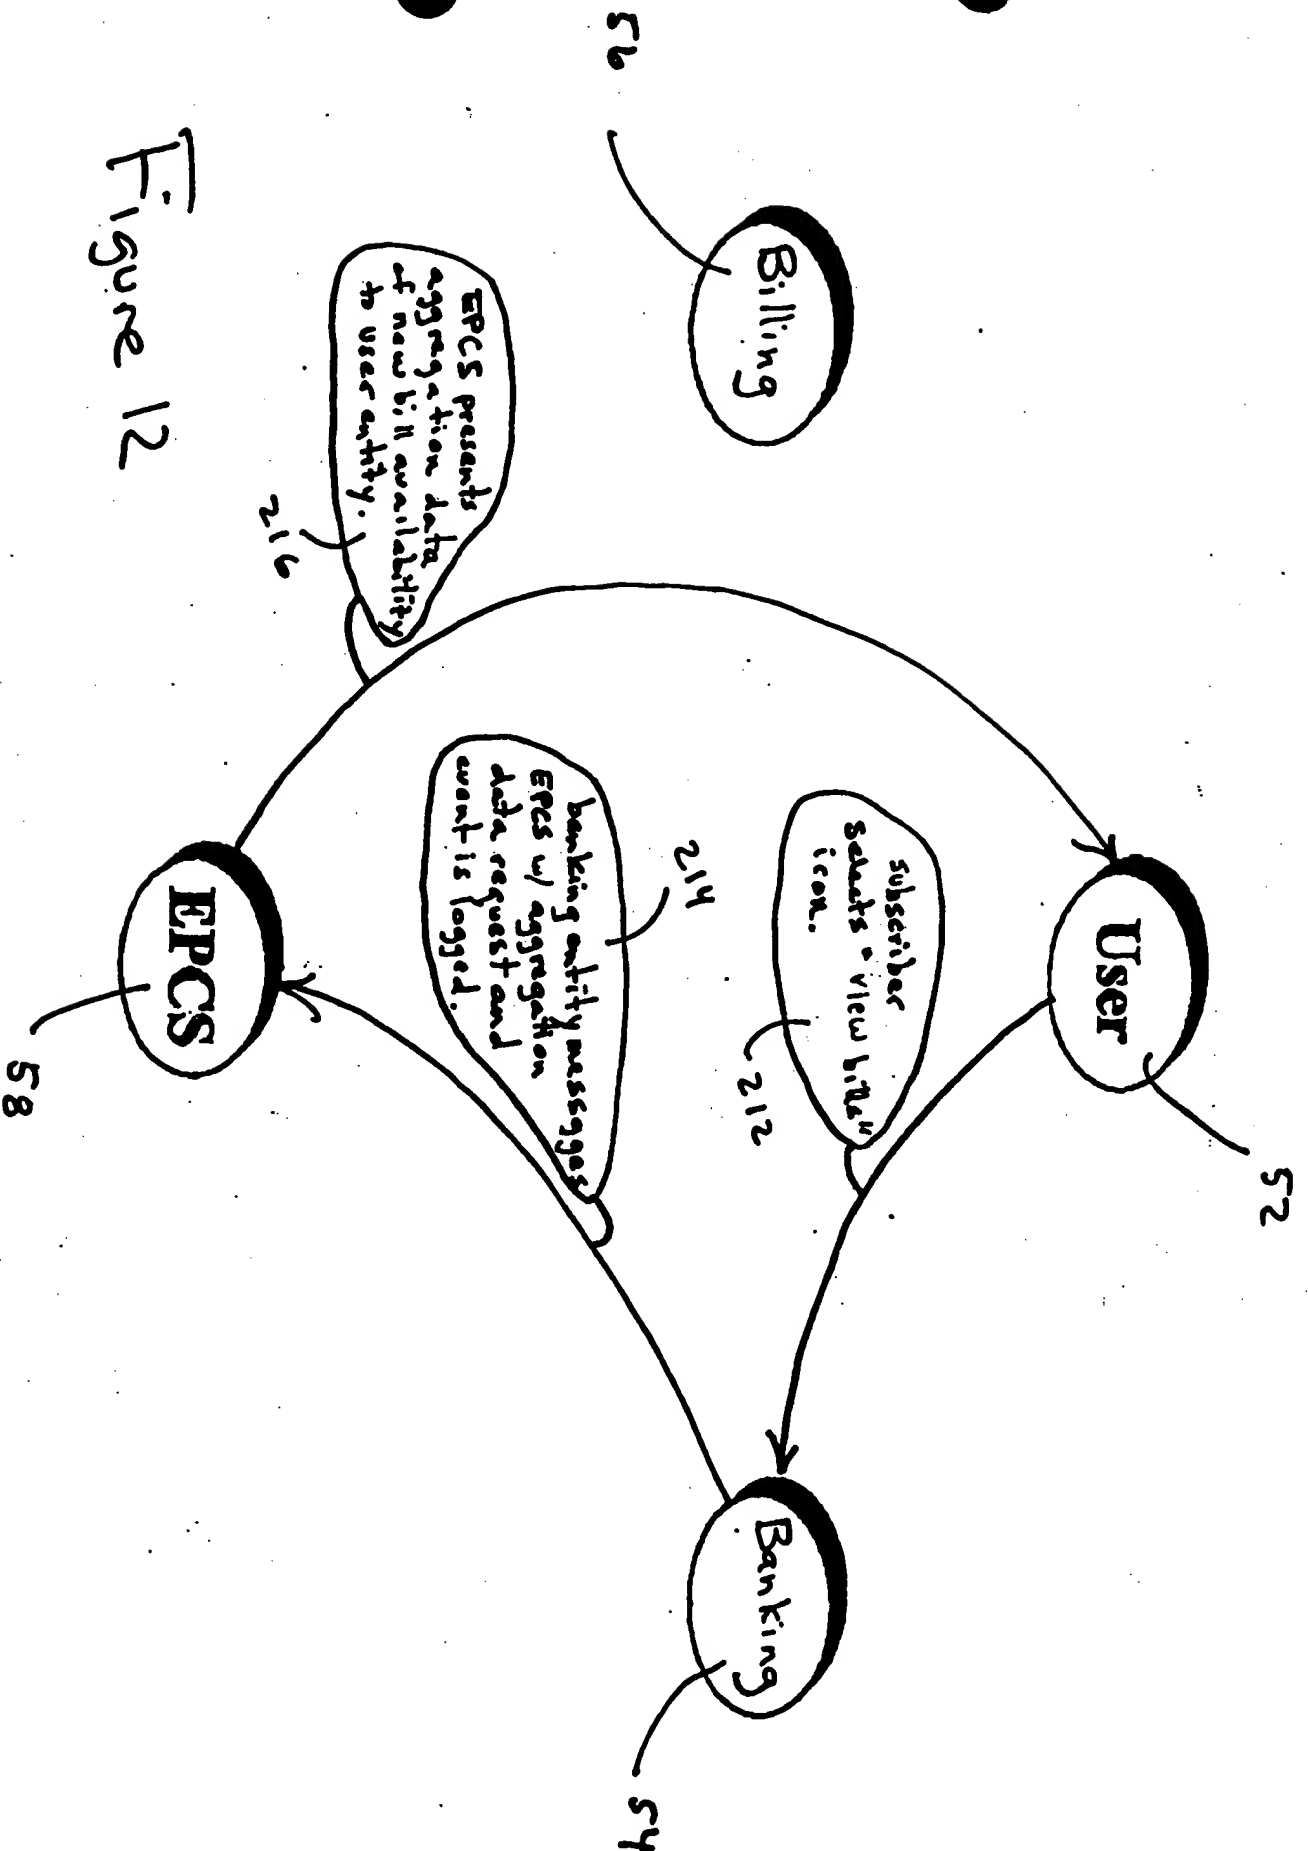 52
User
subscriber
selects "view bills"
icon.
212
56
Billing
Banking
54
214
banking entity messages
EPCS w/ aggregation
data request and
event is logged.
EPCS presents
aggregation data
of new bill availability
to user entity.
216
EPCS
58
Figure 12